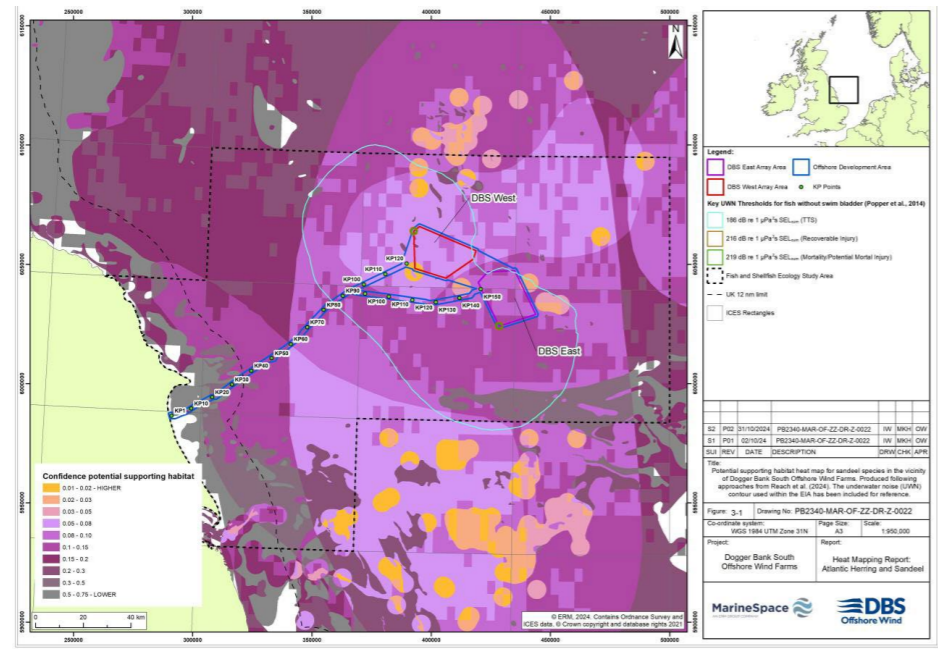 250000 300000 350000 400000 450000 500000
6150000
6100000
6050000
6000000
5950000
5900000
6150000
6100000
6050000
6000000
5950000
5900000
250000 300000 350000 400000 450000 500000
N
DBS West
DBS East
KP1
KP10
KP20
KP30
KP40
KP50
KP60
KP70
KP80
KP90
KP100
KP110
KP120
KP100
KP110
KP120
KP130
KP140
KP150
Confidence potential supporting habitat
0.01 - 0.02 - HIGHER
0.02 - 0.03
0.03 - 0.05
0.05 - 0.08
0.08 - 0.10
0.1 - 0.15
0.15 - 0.2
0.2 - 0.3
0.3 - 0.5
0.5 - 0.75 - LOWER
0 20 40 km
© ERM, 2024. Contains Ordnance Survey and
ICES data, © Crown copyright and database rights 2021
Legend:
DBS East Array Area
Offshore Development Area
DBS West Array Area
KP Points
Key UWN Thresholds for fish without swim bladder (Popper et al., 2014)
186 dB re 1 µPa²s SELcum (TTS)
216 dB re 1 µPa²s SELcum (Recoverable Injury)
219 dB re 1 µPa²s SELcum (Mortality/Potential Mortal Injury)
Fish and Shellfish Ecology Study Area
UK 12 nm limit
ICES Rectangles
S2 P02 31/10/2024 PB2340-MAR-OF-ZZ-DR-Z-0022 IW MKH OW
S1 P01 02/10/24 PB2340-MAR-OF-ZZ-DR-Z-0022 IW MKH OW
SUI REV DATE DESCRIPTION DRW CHK APR
Title:
Potential supporting habitat heat map for sandeel species in the vicinity
of Dogger Bank South Offshore Wind Farms. Produced following
approaches from Reach et al. (2024). The underwater noise (UWN)
contour used within the EIA has been included for reference.
Figure: 3-1 Drawing No: PB2340-MAR-OF-ZZ-DR-Z-0022
Co-ordinate system: Page Size: Scale:
WGS 1984 UTM Zone 31N A3 1:950,000
Project: Report:
Dogger Bank South
Offshore Wind Farms
Heat Mapping Report:
Atlantic Herring and Sandeel
MarineSpace
DBS
Offshore Wind